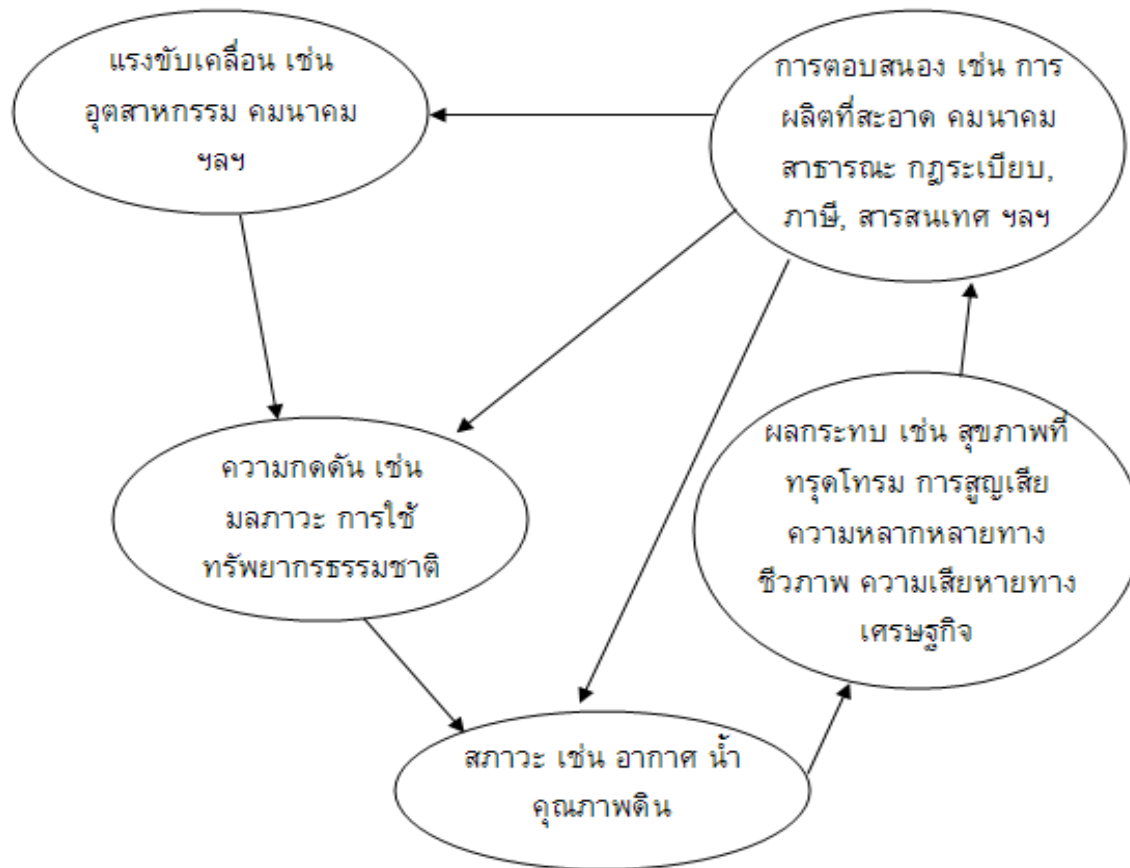 แรงขับเคลื่อน เช่น
อุตสาหกรรม คมนาคม
ฯลฯ
การตอบสนอง เช่น การ
ผลิตที่สะอาด คมนาคม
สาธารณะ กฎระเบียบ,
ภาษี, สารสนเทศ ฯลฯ
ความกดดัน เช่น
มลภาวะ การใช้
ทรัพยากรธรรมชาติ
ผลกระทบ เช่น สุขภาพที่
ทรุดโทรม การสูญเสีย
ความหลากหลายทาง
ชีวภาพ ความเสียหายทาง
เศรษฐกิจ
สภาวะ เช่น อากาศ น้ำ
คุณภาพดิน